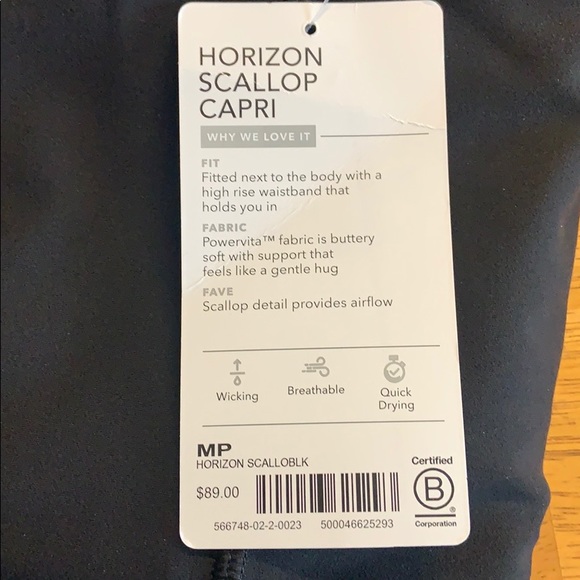 HORIZON
SCALLOP
CAPRI
WHY WE LOVE IT
FIT
Fitted next to the body with a
high rise waistband that
holds you in
FABRIC
Powervita™ fabric is buttery
soft with support that
feels like a gentle hug
FAVE
Scallop detail provides airflow
Wicking
Breathable
Quick
Drying
MP
HORIZON SCALLOBLK
$89.00
566748-02-2-0023 500046625293
Certified
B
®
Corporation